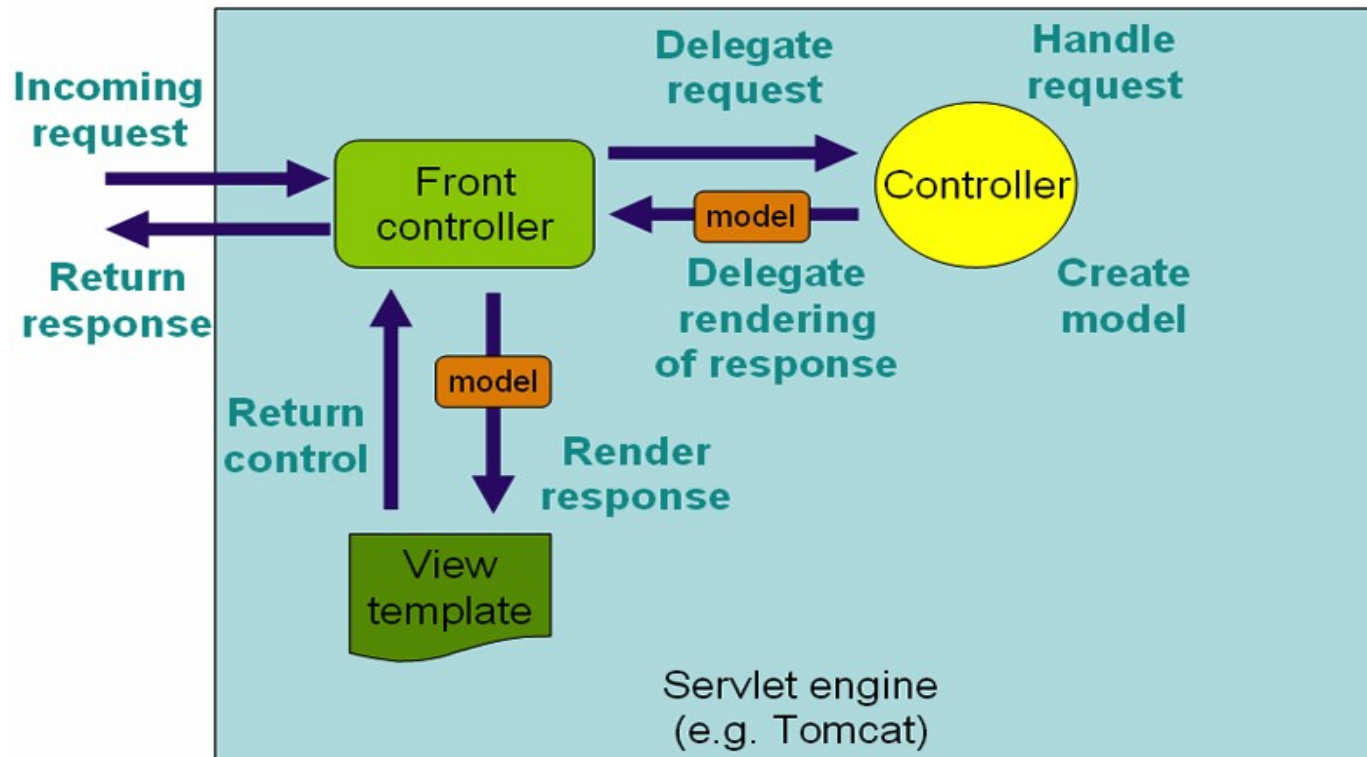 Incoming
request
Return
response
Front
controller
Delegate
request
model
Delegate
rendering
of response
Handle
request
Controller
Create
model
Return
control
model
Render
response
View
template
Servlet engine
(e.g. Tomcat)